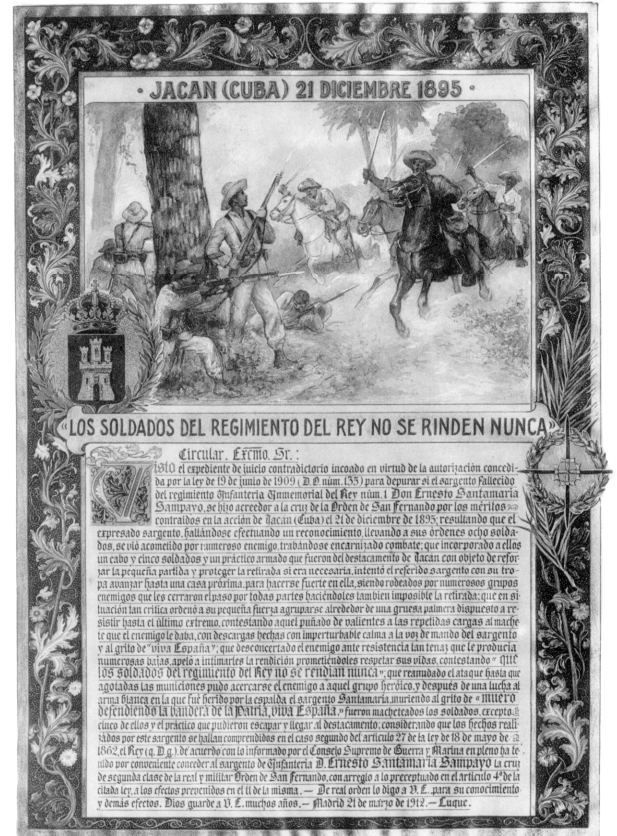 · JACAN (CUBA) 21 DICIEMBRE 1895 ·
«LOS SOLDADOS DEL REGIMIENTO DEL REY NO SE RINDEN NUNCA»
Circular. Excmo. Sr.:
Visto el expediente de juicio contradictorio incoado en virtud de la autorización concedi-
da por la ley de 19 de junio de 1909 (D.O. núm. 133) para depurar si el sargento fallecido
del regimiento Infantería Inmemorial del Rey núm. 1 Don Ernesto Santamaría
Sampayo, se hijo acreedor a la cruz de la Orden de San Fernando por los méritos
contraídos en la acción de Jacan (Cuba) el 21 de diciembre de 1895; resultando que el
expresado sargento, hallándose efectuando un reconocimiento, llevando a sus órdenes ocho solda-
dos, se vió acometido por numeroso enemigo, trabándose encarnizado combate; que incorporado a ellos
un cabo y cinco soldados y un práctico armado que fueron del destacamento de Jacan con objeto de refor-
zar la pequeña partida y proteger la retirada si era necesaria, intentó el referido sargento con su tro-
pa avanzar hasta una casa próxima, para hacerse fuerte en ella, siendo rodeados por numerosos grupos
enemigos que les cerraron el paso por todas partes haciéndoles tambien imposible la retirada; que en si-
tuación tan crítica ordenó a su pequeña fuerza agruparse alrededor de una gruesa palmera dispuesto a re-
sistir hasta el último extremo, contestando aquel puñado de valientes a las repetidas cargas al mache-
te que el enemigo le daba, con descargas hechas con imperturbable calma a la voz de mando del sargento
y al grito de "viva España"; que desconcertado el enemigo ante resistencia tan tenaz que le producía
numerosas bajas, apeló a intimarles la rendición prometiéndoles respetar sus vidas, contestando "que
los soldados del regimiento del Rey no se rendían nunca"; que reanudado el ataque hasta que
agotadas las municiones pudo acercarse el enemigo a aquel grupo heróico, y después de una lucha al
arma blanca en la que fué herido por la espalda el sargento Santamaría, muriendo al grito de "muero
defendiendo la bandera de la Patria, viva España," fueron macheteados los soldados, excepto
cinco de ellos y el práctico que pudieron escapar y llegar al destacamento; considerando que los hechos reali-
zados por este sargento se hallan comprendidos en el caso segundo del artículo 27 de la ley de 18 de mayo de
1862, el Rey (q. D. g.) de acuerdo con lo informado por el Consejo Supremo de Guerra y Marina en pleno ha te-
nido por conveniente conceder al sargento de Infantería D. Ernesto Santamaría Sampayo la cruz
de segunda clase de la real y militar Orden de San Fernando, con arreglo a lo preceptuado en el artículo 4º de la
citada ley, a los efectos prevenidos en el 11 de la misma. — De real orden lo digo a V. E. para su conocimiento
y demás efectos. Dios guarde a V. E. muchos años. — Madrid 21 de marzo de 1912. — Luque.